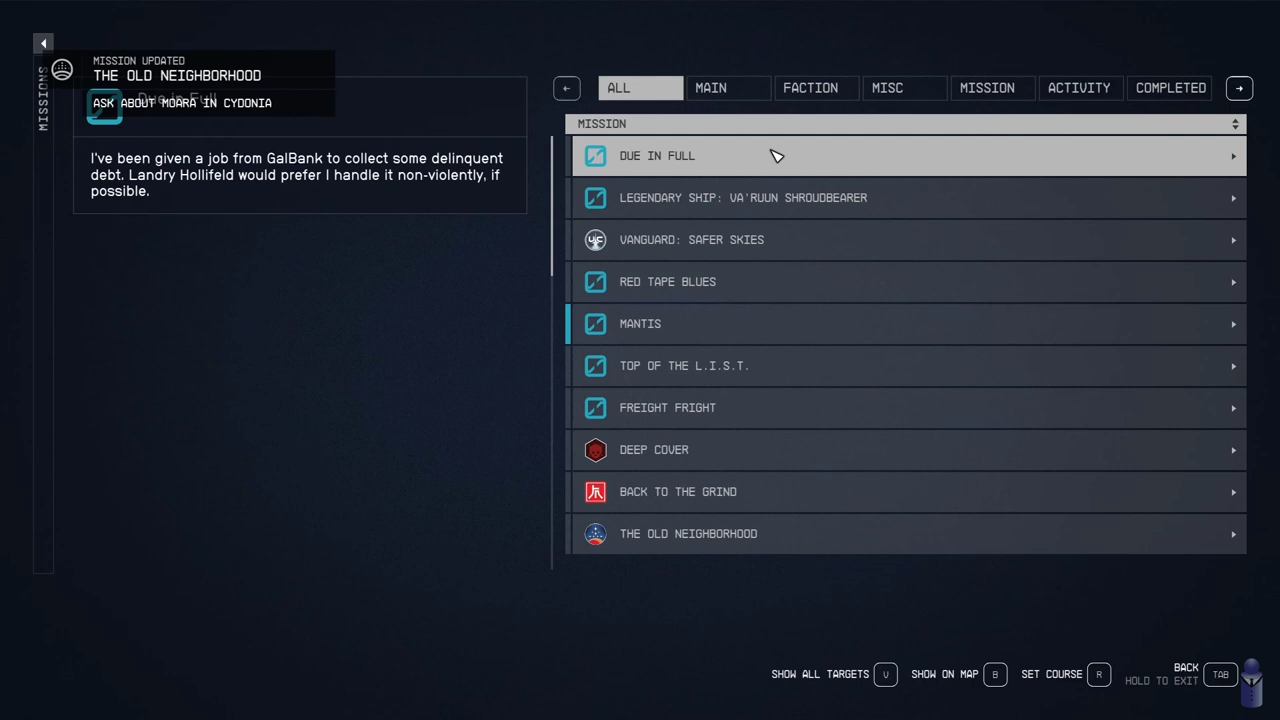 MISSIONS
MISSION UPDATED
THE OLD NEIGHBORHOOD
ASK ABOUT MOARA IN CYDONIA
Due in Full
I've been given a job from GalBank to collect some delinquent
debt. Landry Hollifeld would prefer I handle it non-violently, if
possible.
ALL
MAIN
FACTION
MISC
MISSION
ACTIVITY
COMPLETED
MISSION
DUE IN FULL
LEGENDARY SHIP: VA'RUUN SHROUDBEARER
UC
VANGUARD: SAFER SKIES
RED TAPE BLUES
MANTIS
TOP OF THE L.I.S.T.
FREIGHT FRIGHT
DEEP COVER
BACK TO THE GRIND
THE OLD NEIGHBORHOOD
SHOW ALL TARGETS V
SHOW ON MAP B
SET COURSE R
BACK
HOLD TO EXIT
TAB